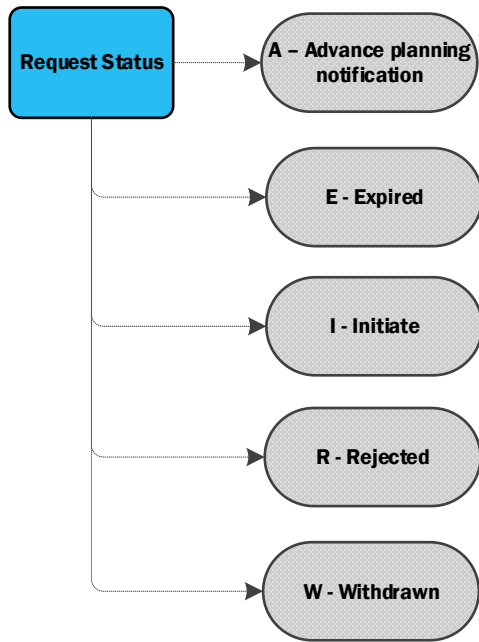 Request Status
A – Advance planning
notification
E - Expired
I - Initiate
R - Rejected
W - Withdrawn